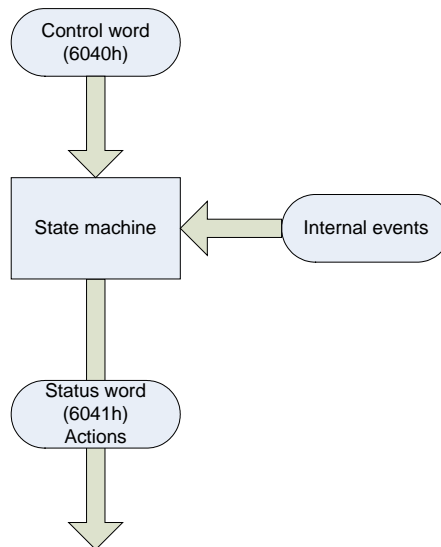 Control word
(6040h)
State machine
Internal events
Status word
(6041h)
Actions